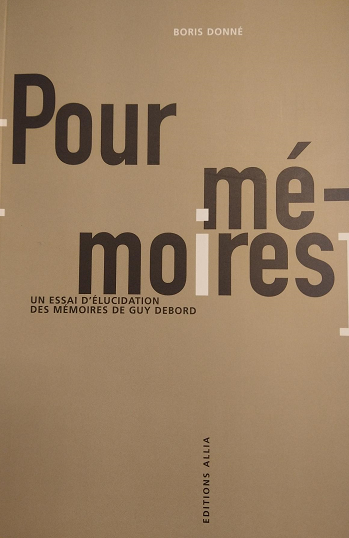 BORIS DONNÉ
[Pour
mé-
moires]
UN ESSAI D'ÉLUCIDATION
DES MÉMOIRES DE GUY DEBORD
EDITIONS ALLIA